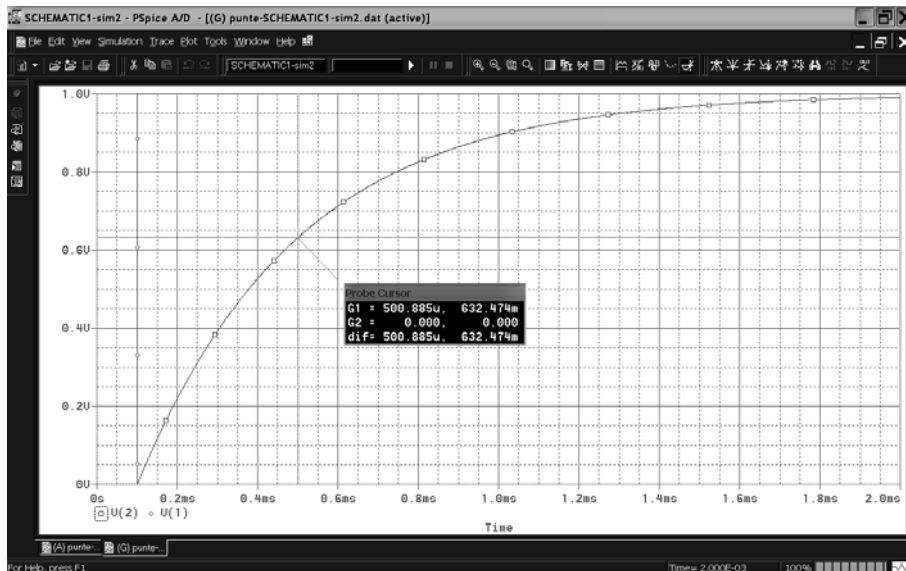 SCHEMATIC1-sim2 - PSpice A/D - [(G) punte-SCHEMATIC1-sim2.dat (active)]
File Edit View Simulation Trace Plot Tools Window Help
SCHEMATIC1-sim2
1.0V
0.8V
0.6V
0.4V
0.2V
0V
Probe Cursor
G1 = 500.885u, 632.474m
G2 = 0.000, 0.000
dif= 500.885u, 632.474m
0s 0.2ms 0.4ms 0.6ms 0.8ms 1.0ms 1.2ms 1.4ms 1.6ms 1.8ms 2.0ms
V(2) V(1)
Time
(A) punte-... (G) punte-...
For Help, press F1 Time= 2.000E-03 100%